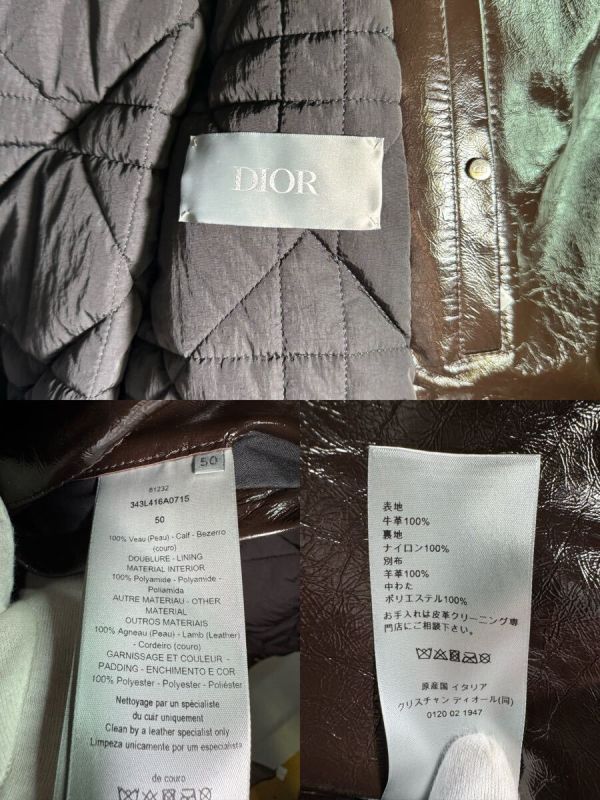 DIOR
50
81232
343L416A0715
50
100% Veau (Peau) - Calf - Bezerro
(couro)
DOUBLURE - LINING
MATERIAL INTERIOR
100% Polyamide - Polyamide -
Poliamida
AUTRE MATERIAU - OTHER
MATERIAL
OUTROS MATERIAIS
100% Agneau (Peau) - Lamb (Leather)
- Cordeiro (couro)
GARNISSAGE ET COULEUR -
PADDING - ENCHIMENTO E COR
100% Polyester - Polyester - Poliéster
Nettoyage par un spécialiste
du cuir uniquement
Clean by a leather specialist only
Limpeza unicamente por um especialista
de couro
表地
牛革100%
裏地
ナイロン100%
別布
羊革100%
中わた
ポリエステル100%
お手入れは皮革クリーニング専
門店にご相談下さい。
原産国 イタリア
クリスチャン ディオール(同)
0120 02 1947